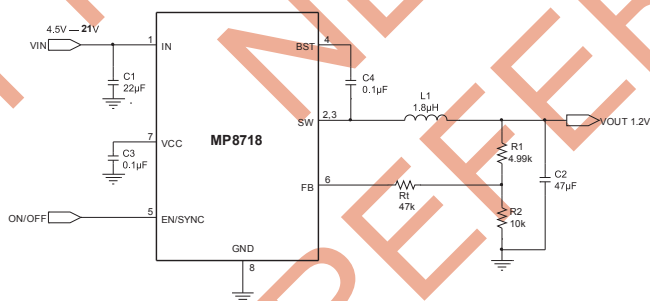 4.5V — 21V
VIN
1
IN
BST
4
C1
22µF
C4
0.1µF
L1
1.8µH
SW
2,3
VOUT 1.2V
7
VCC
MP8718
R1
4.99k
C3
0.1µF
FB
6
Rt
47k
C2
47µF
ON/OFF
5
EN/SYNC
R2
10k
GND
8